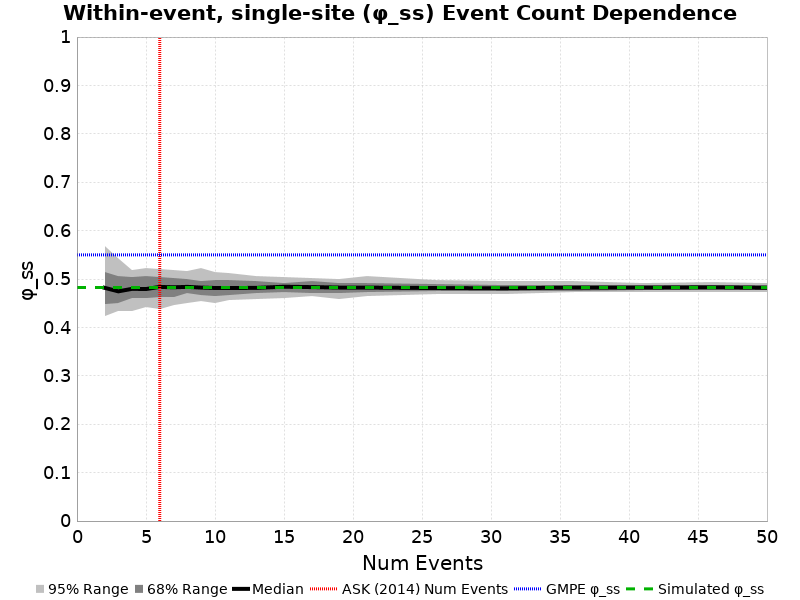 Within-event, single-site (φ_ss) Event Count Dependence
1
0.9
0.8
0.7
0.6
0.5
0.4
0.3
0.2
0.1
0
φ_ss
0 5 10 15 20 25 30 35 40 45 50
Num Events
95% Range 68% Range Median ASK (2014) Num Events GMPE φ_ss Simulated φ_ss